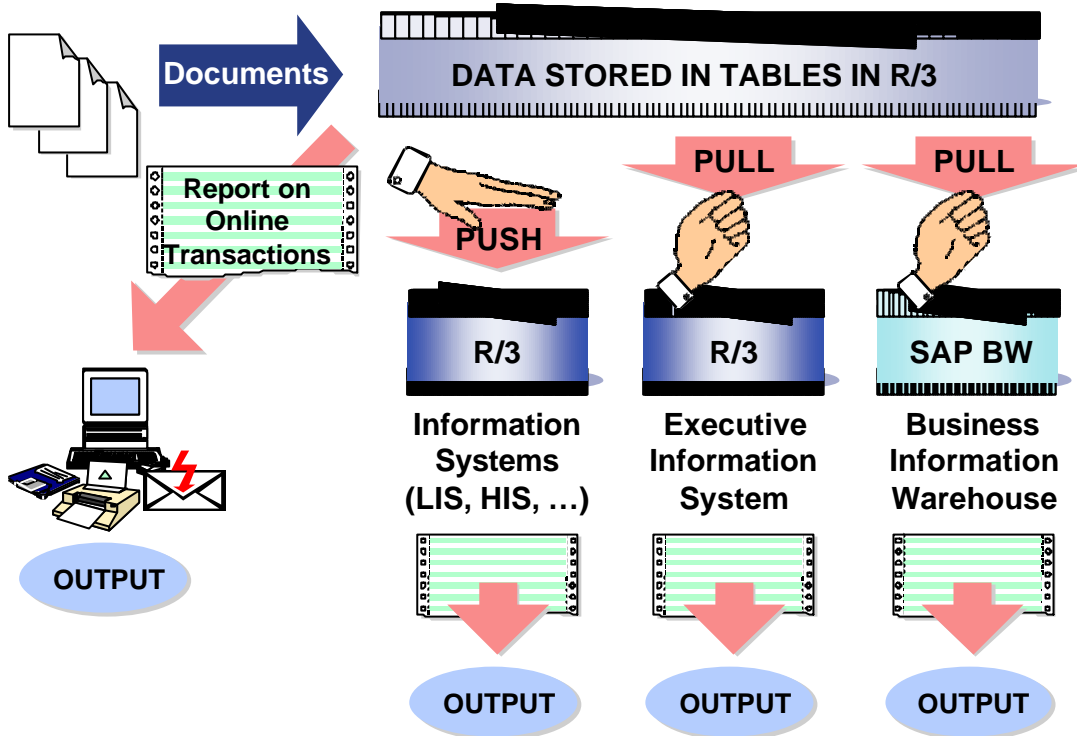 Documents
DATA STORED IN TABLES IN R/3
Report on
Online
Transactions
PUSH
PULL
PULL
R/3
R/3
SAP BW
Information
Systems
(LIS, HIS, …)
Executive
Information
System
Business
Information
Warehouse
OUTPUT
OUTPUT
OUTPUT
OUTPUT